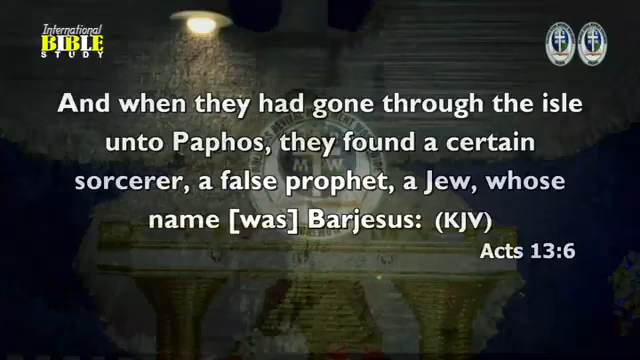 International
BIBLE
STUDY
And when they had gone through the isle
unto Paphos, they found a certain
sorcerer, a false prophet, a Jew, whose
name [was] Barjesus: (KJV)
Acts 13:6